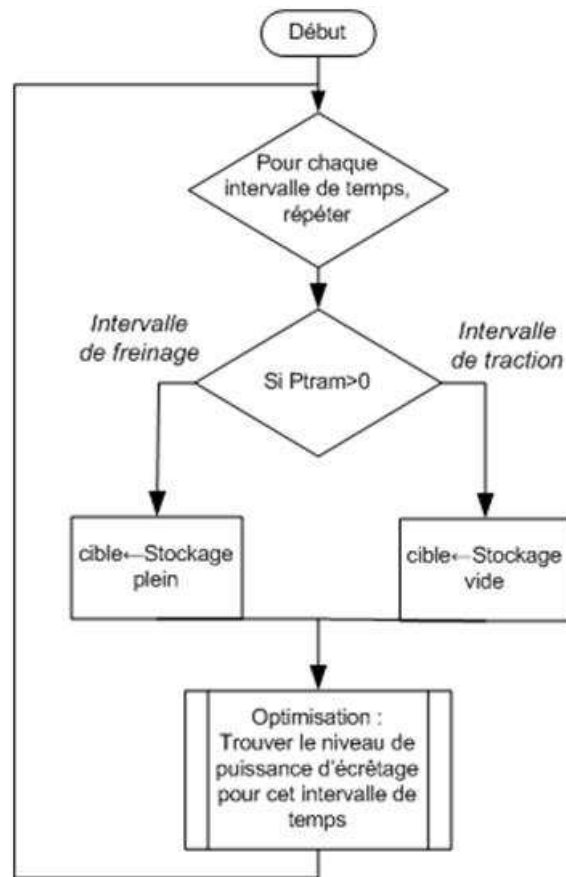 Début
Pour chaque
intervalle de temps,
répéter
Intervalle
de freinage
Intervalle
de traction
Si Ptram>0
cible←Stockage
plein
cible←Stockage
vide
Optimisation :
Trouver le niveau de
puissance d'écrêtage
pour cet intervalle de
temps